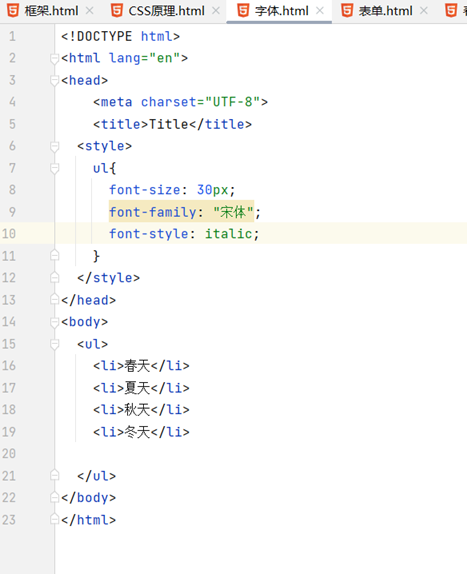 框架.html × CSS原理.html × 字体.html × 表单.html ×
1 <!DOCTYPE html>
2 <html lang="en">
3 <head>
4 <meta charset="UTF-8">
5 <title>Title</title>
6 <style>
7 ul{
8 font-size: 30px;
9 font-family: "宋体";
10 font-style: italic;
11 }
12 </style>
13 </head>
14 <body>
15 <ul>
16 <li>春天</li>
17 <li>夏天</li>
18 <li>秋天</li>
19 <li>冬天</li>
20
21 </ul>
22 </body>
23 </html>